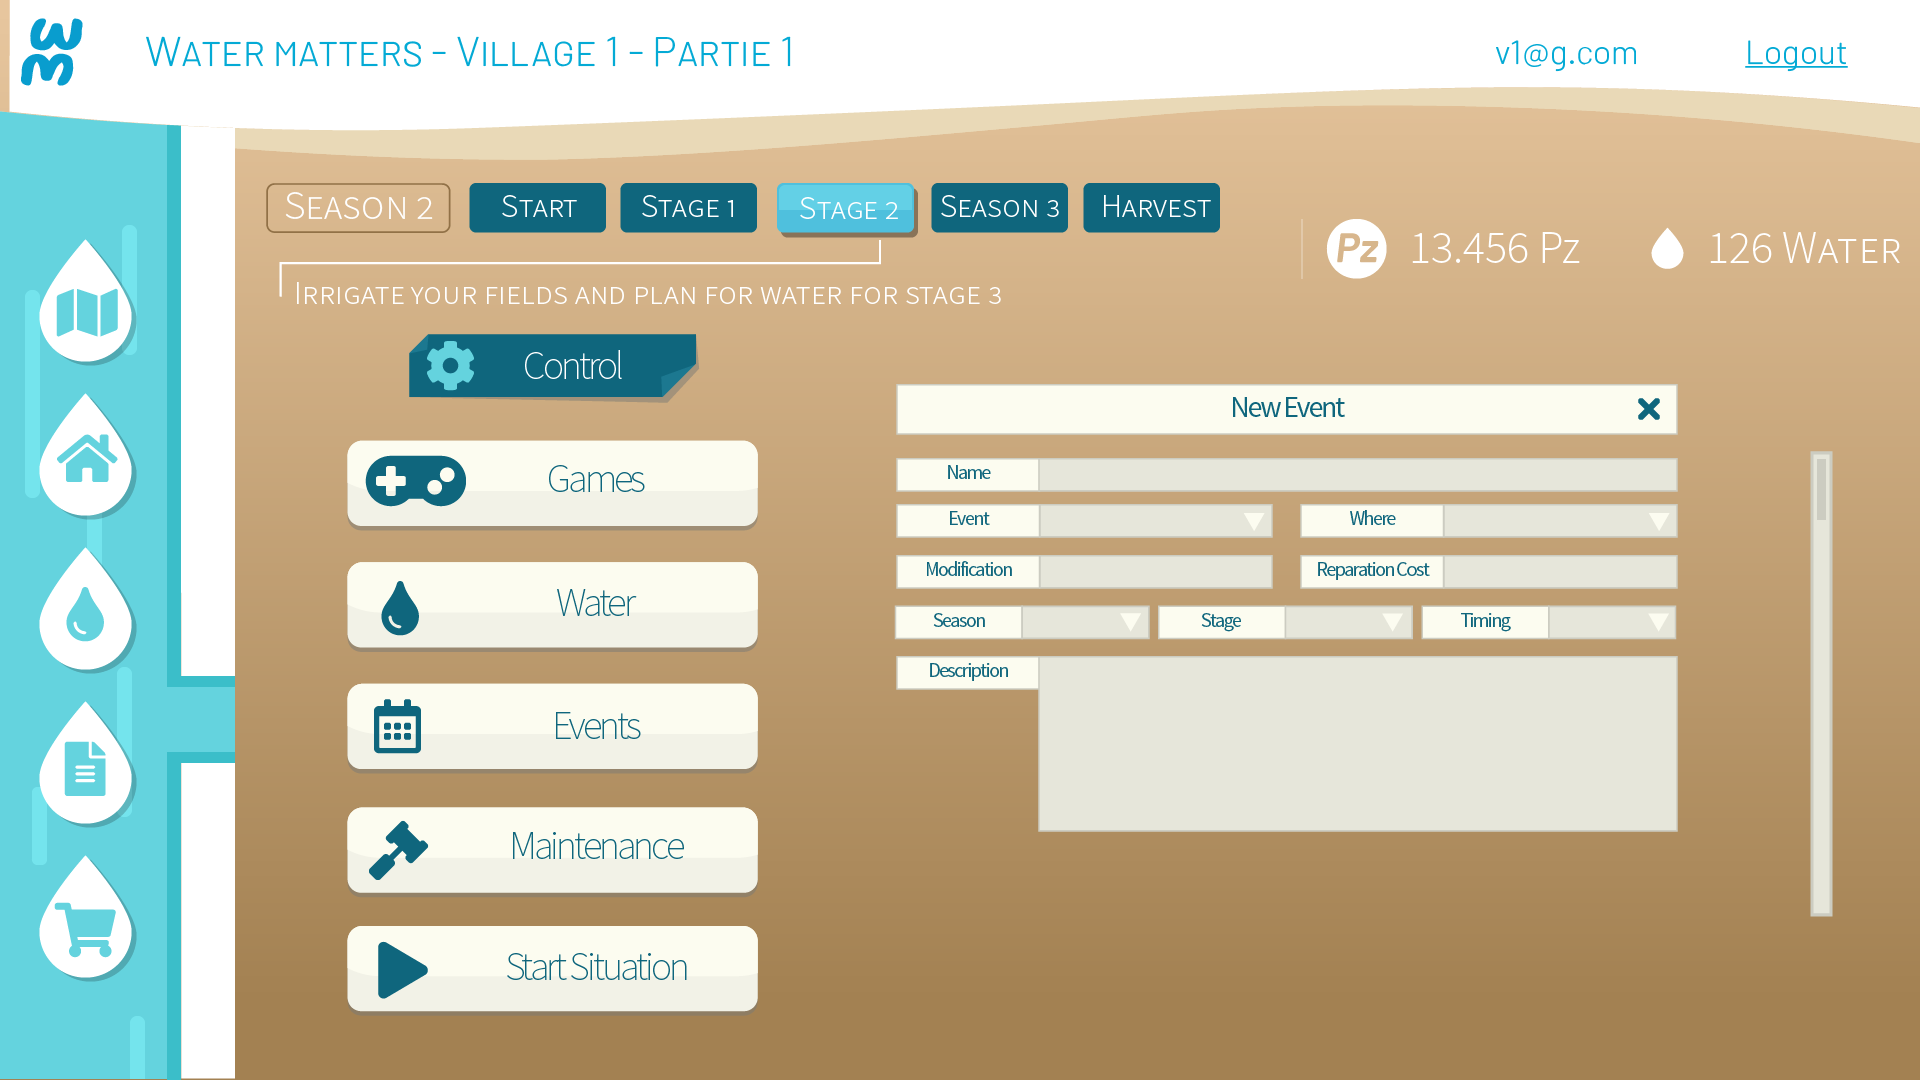 WM
WATER MATTERS - VILLAGE 1 - PARTIE 1
v1@g.com
Logout
SEASON 2
START
STAGE 1
STAGE 2
SEASON 3
HARVEST
Pz
13.456 Pz
126 WATER
IRRIGATE YOUR FIELDS AND PLAN FOR WATER FOR STAGE 3
Control
Games
Water
Events
Maintenance
Start Situation
New Event
Name
Event
Where
Modification
Reparation Cost
Season
Stage
Timing
Description